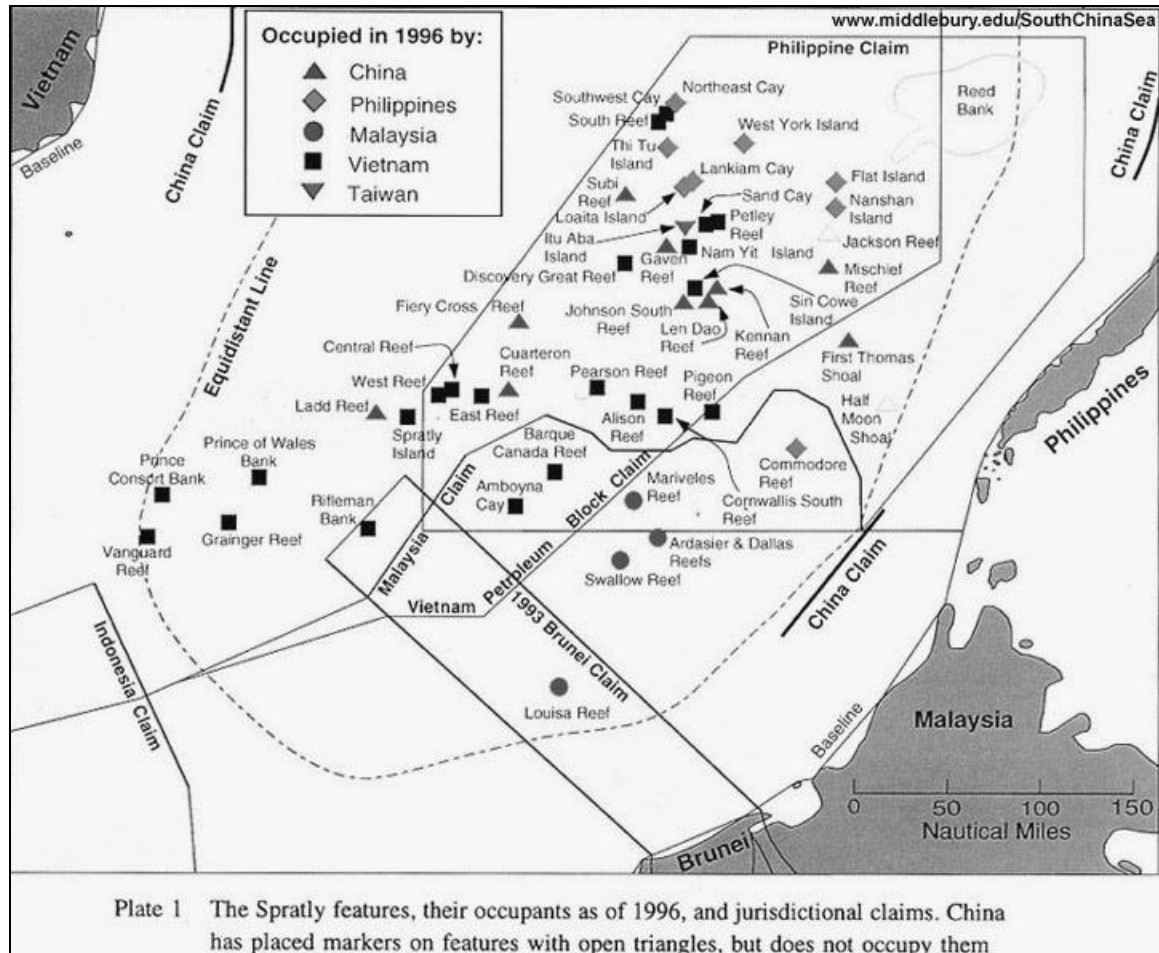 www.middlebury.edu/SouthChinaSea
Occupied in 1996 by:
China
Philippines
Malaysia
Vietnam
Taiwan
Vietnam
Baseline
China Claim
Equidistant Line
Philippine Claim
Reed
Bank
China Claim
Southwest Cay
Northeast Cay
South Reef
West York Island
Thi Tu
Island
Lankiam Cay
Flat Island
Subi
Reef
Sand Cay
Nanshan
Island
Loaita Island
Petley
Reef
Itu Aba
Island
Gaven
Reef
Nam Yit Island
Jackson Reef
Discovery Great Reef
Mischief
Reef
Fiery Cross Reef
Johnson South
Reef
Sin Cowe
Island
Len Dao
Reef
Kennan
Reef
Central Reef
Cuarteron
Reef
First Thomas
Shoal
West Reef
Pearson Reef
Pigeon
Reef
Ladd Reef
East Reef
Half
Moon
Shoal
Spratly
Island
Alison
Reef
Philippines
Prince of Wales
Bank
Barque
Canada Reef
Prince
Consort Bank
Commodore
Reef
Mariveles
Reef
Rifleman
Bank
Amboyna
Cay
Cornwallis South
Reef
Grainger Reef
Vanguard
Reef
Ardasier & Dallas
Reefs
Swallow Reef
Malaysia Claim
Vietnam Petrpleum Block Claim
1993 Brunei Claim
China Claim
Indonesia Claim
Louisa Reef
Baseline
Malaysia
0 50 100 150
Nautical Miles
Brunei
Plate 1 The Spratly features, their occupants as of 1996, and jurisdictional claims. China
has placed markers on features with open triangles, but does not occupy them